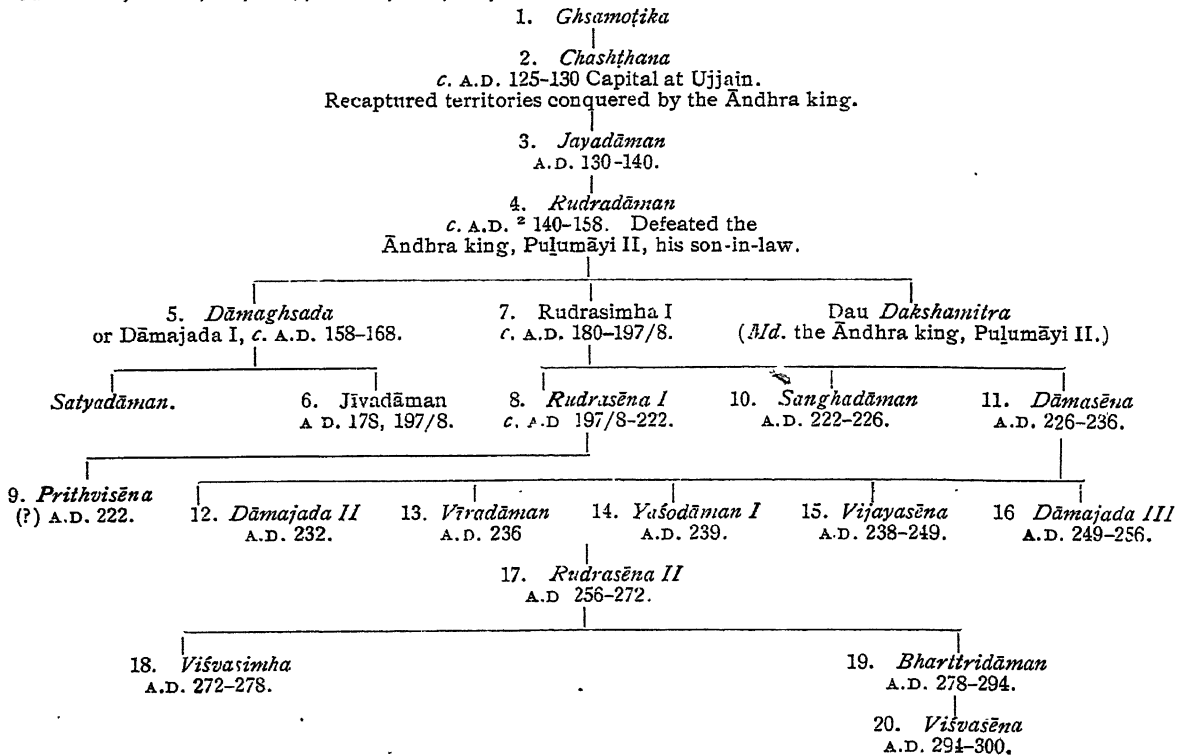 1. Ghsamoṭika
2. Chashṭhana
c. A.D. 125-130 Capital at Ujjain.
Recaptured territories conquered by the Āndhra king.
3. Jayadāman
A.D. 130-140.
4. Rudradāman
c. A.D. ² 140-158. Defeated the
Āndhra king, Puḷumāyi II, his son-in-law.
5. Dāmaghsada
or Dāmajada I, c. A.D. 158-168.
7. Rudrasimha I
c. A.D. 180-197/8.
Dau Dakshamitra
(Md. the Āndhra king, Puḷumāyi II.)
Satyadāman.
6. Jīvadāman
A D. 178, 197/8.
8. Rudrasēna I
c. A.D 197/8-222.
10. Sanghadāman
A.D. 222-226.
11. Dāmasēna
A.D. 226-236.
9. Prithvisēna
(?) A.D. 222.
12. Dāmajada II
A.D. 232.
13. Vīradāman
A.D. 236
14. Yaśodāman I
A.D. 239.
15. Vijayasēna
A.D. 238-249.
16 Dāmajada III
A.D. 249-256.
17. Rudrasēna II
A.D 256-272.
18. Viśvasimha
A.D. 272-278.
19. Bharttridāman
A.D. 278-294.
20. Viśvasēna
A.D. 294-300.